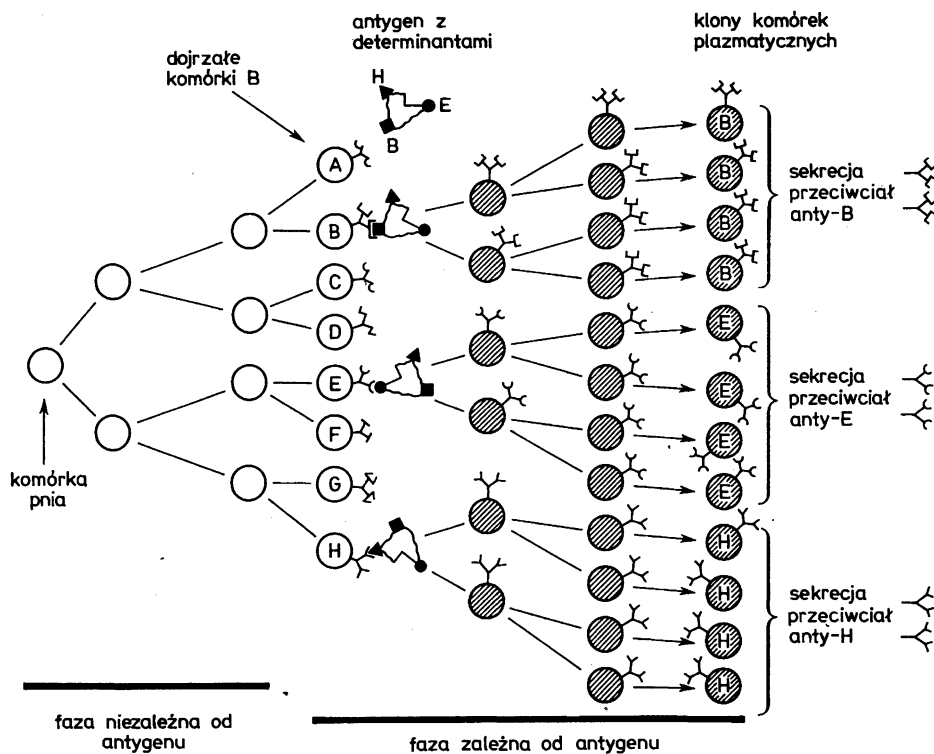 antygen z
determinantami
klony komórek
plazmatycznych
dojrzałe
komórki B
H
E
B
A
B
C
D
E
F
G
H
komórka
pnia
B
B
B
B
E
E
E
E
H
H
H
H
sekrecja
przeciwciał
anty-B
sekrecja
przeciwciał
anty-E
sekrecja
przeciwciał
anty-H
faza niezależna od
antygenu
faza zależna od antygenu